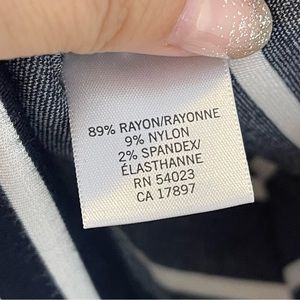 89% RAYON/RAYONNE
9% NYLON
2% SPANDEX/
ÉLASTHANNE
RN 54023
CA 17897